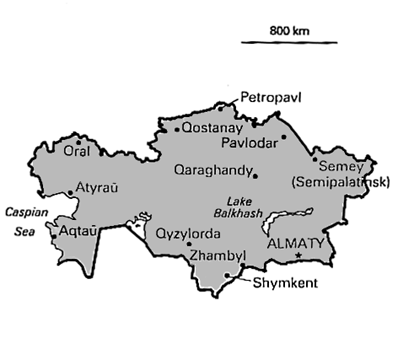 800 km
Petropavl
Qostanay
Pavlodar
Oral
Qaraghandy
Semey
(Semipalatinsk)
Atyraū
Caspian
Sea
Lake
Balkhash
Aqtaū
Qyzylorda
ALMATY
Zhambyl
Shymkent